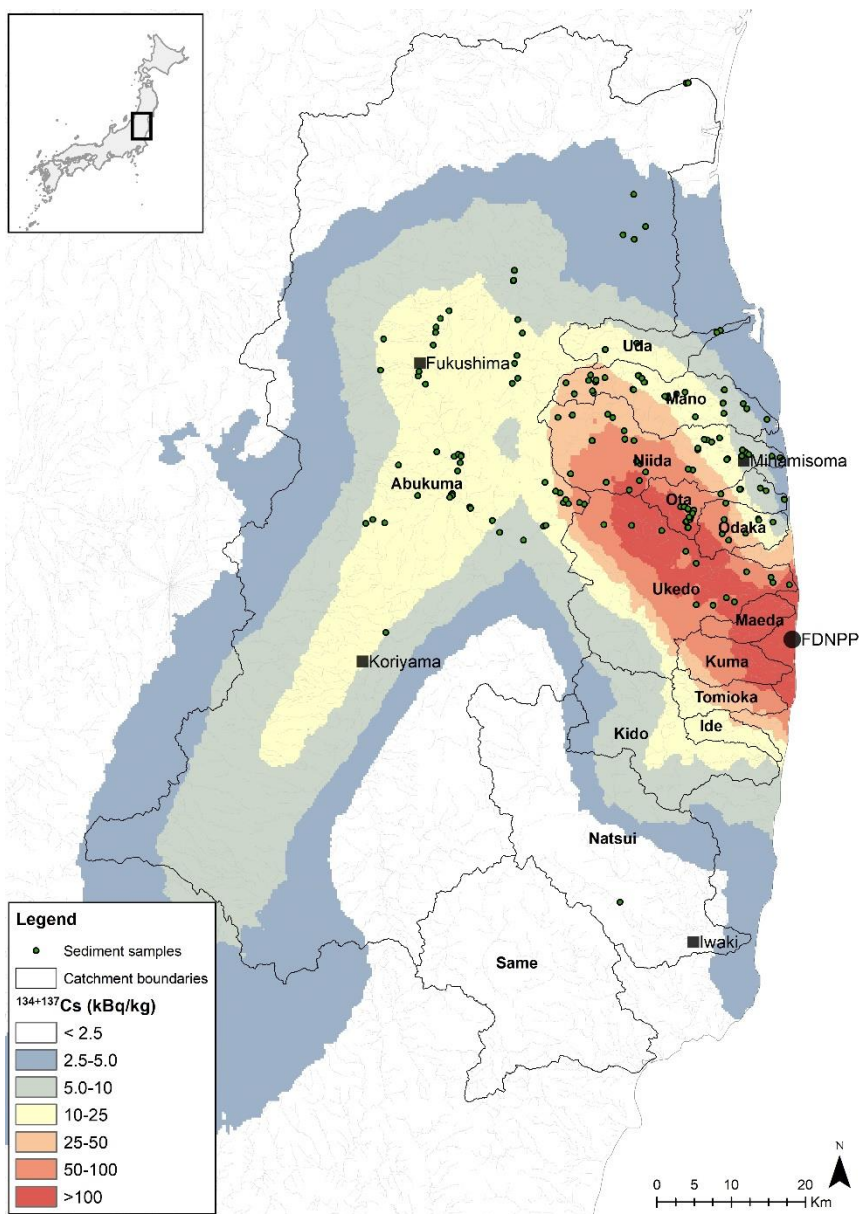 Uda
Fukushima
Mano
Niida
Minamisoma
Abukuma
Ota
Odaka
Ukedo
Maeda
FDNPP
Kuma
Koriyama
Tomioka
Ide
Kido
Natsui
Iwaki
Same
Legend
Sediment samples
Catchment boundaries
134+137Cs (kBq/kg)
< 2.5
2.5-5.0
5.0-10
10-25
25-50
50-100
>100
N
0 5 10 20
Km